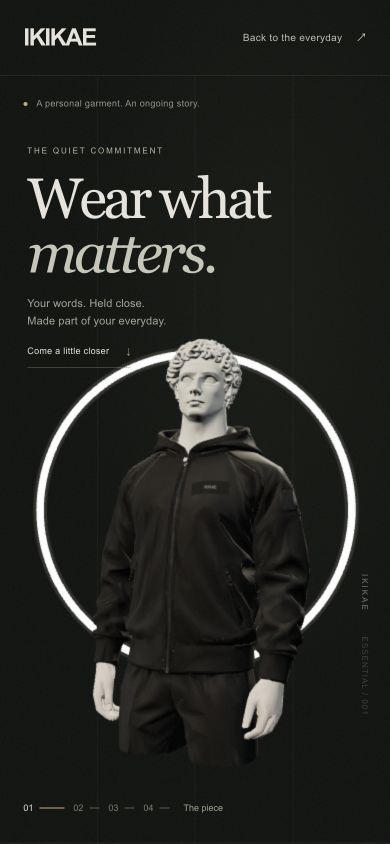 IKIKAE
Back to the everyday ↗
A personal garment. An ongoing story.
THE QUIET COMMITMENT
Wear what
matters.
Your words. Held close.
Made part of your everyday.
Come a little closer ↓
IKIKAE
IKIKAE ESSENTIAL / 001
01 02 03 04 The piece